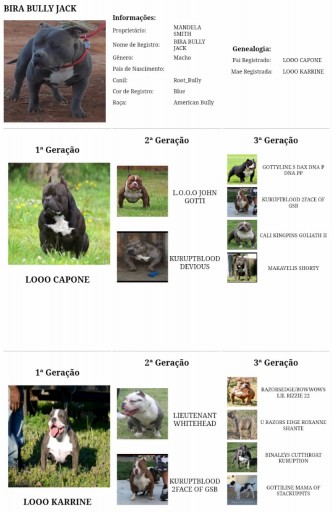 BIRA BULLY JACK
Informações:
Proprietário: MANDELA SMITH
Nome de Registro: BIRA BULLY JACK
Gênero: Macho
Pais de Nascimento:
Canil: Root_Bully
Cor de Registro: Blue
Raça: American Bully
Genealogia:
Pai Registrado: LOOO CAPONE
Mae Registrada: LOOO KARRINE
1ª Geração
LOOO CAPONE
2ª Geração
L.O.O.O JOHN GOTTI
KURUPTBLOOD DEVIOUS
3ª Geração
GOTTYLINE S DAX DNA P DNA PP
KURUPTBLOOD 2FACE OF GSB
CALI KINGPINS GOLIATH II
MAKAVELIS SHORTY
1ª Geração
LOOO KARRINE
2ª Geração
LIEUTENANT WHITEHEAD
KURUPTBLOOD 2FACE OF GSB
3ª Geração
RAZORSEDGE/BOWWOWS LIL RIZZIE 22
U RAZORS EDGE ROXANNE SHANTE
BINALEYS CUTTHROAT KURUPTION
GOTTILINE MAMA OF STACKUPPITS